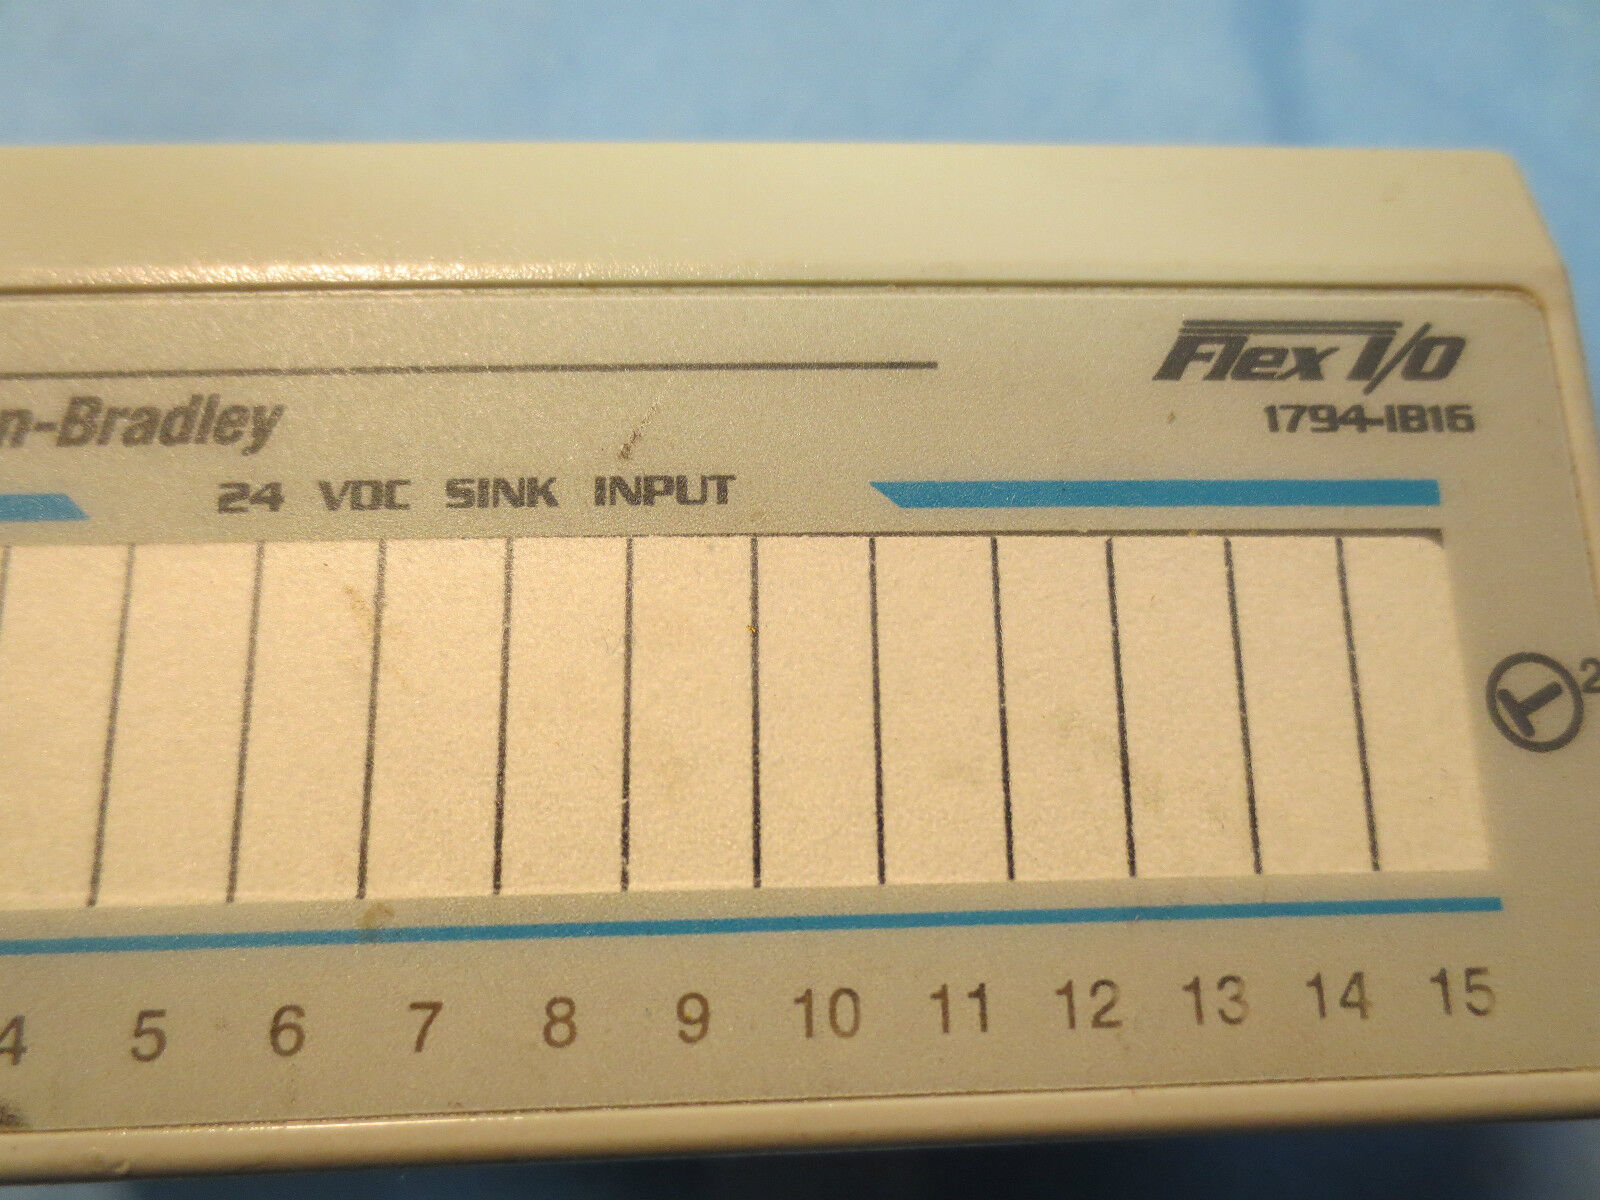 Flex I/O
n-Bradley
1794-IB16
24 VDC SINK INPUT
2
4 5 6 7 8 9 10 11 12 13 14 15